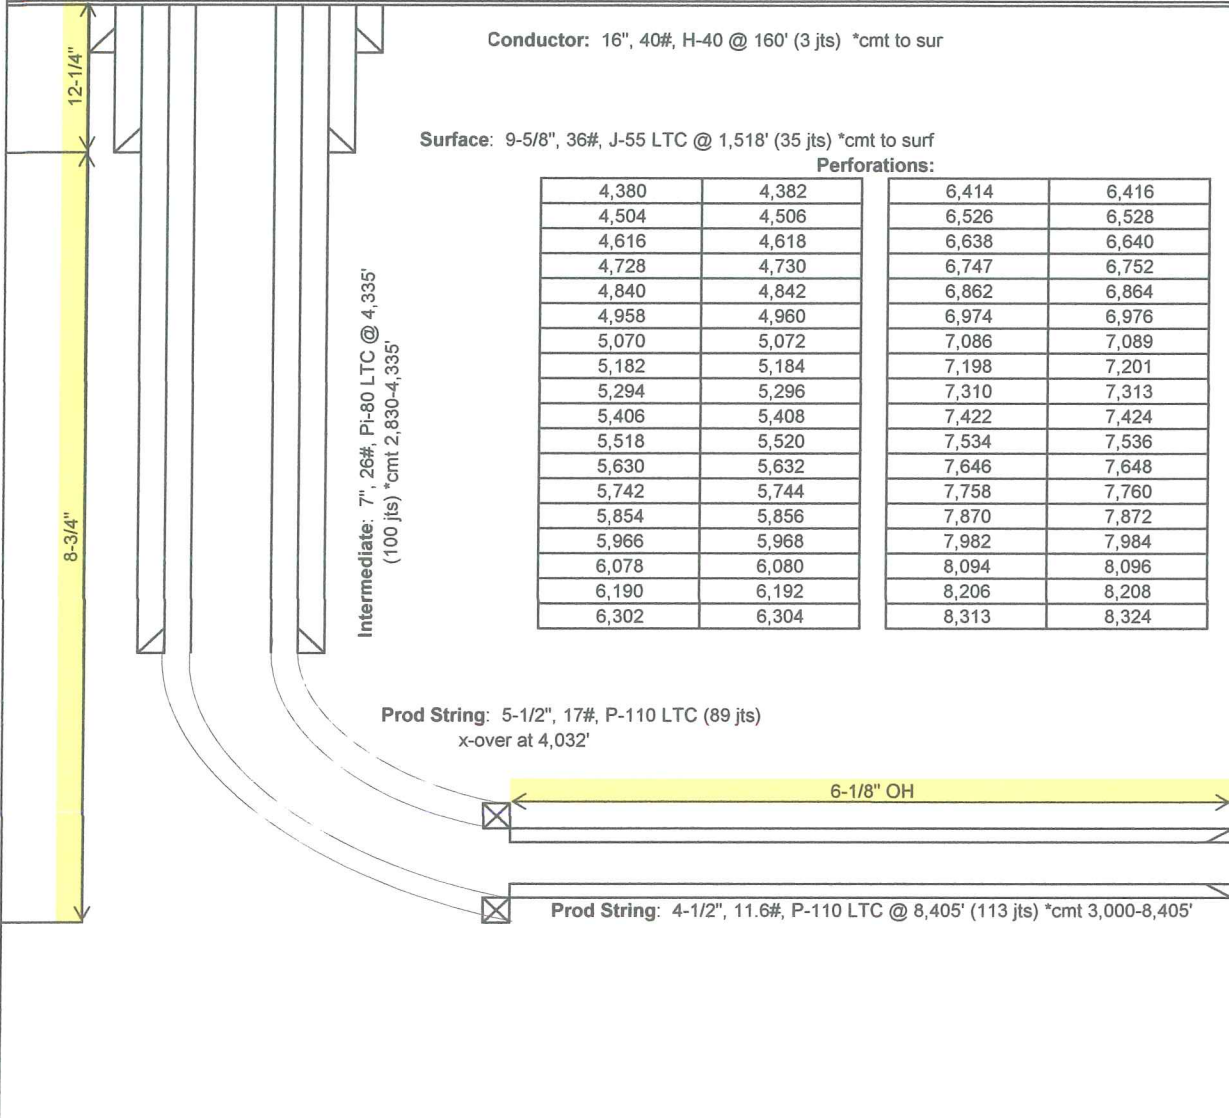 Conductor: 16", 40#, H-40 @ 160' (3 jts) *cmt to sur
12-1/4"
Surface: 9-5/8", 36#, J-55 LTC @ 1,518' (35 jts) *cmt to surf
Perforations:
4,380 4,382 6,414 6,416
4,504 4,506 6,526 6,528
4,616 4,618 6,638 6,640
4,728 4,730 6,747 6,752
4,840 4,842 6,862 6,864
4,958 4,960 6,974 6,976
5,070 5,072 7,086 7,089
5,182 5,184 7,198 7,201
5,294 5,296 7,310 7,313
5,406 5,408 7,422 7,424
5,518 5,520 7,534 7,536
5,630 5,632 7,646 7,648
5,742 5,744 7,758 7,760
5,854 5,856 7,870 7,872
5,966 5,968 7,982 7,984
6,078 6,080 8,094 8,096
6,190 6,192 8,206 8,208
6,302 6,304 8,313 8,324
Intermediate: 7", 26#, Pi-80 LTC @ 4,335'
(100 jts) *cmt 2,830-4,335'
8-3/4"
Prod String: 5-1/2", 17#, P-110 LTC (89 jts)
x-over at 4,032'
6-1/8" OH
Prod String: 4-1/2", 11.6#, P-110 LTC @ 8,405' (113 jts) *cmt 3,000-8,405'